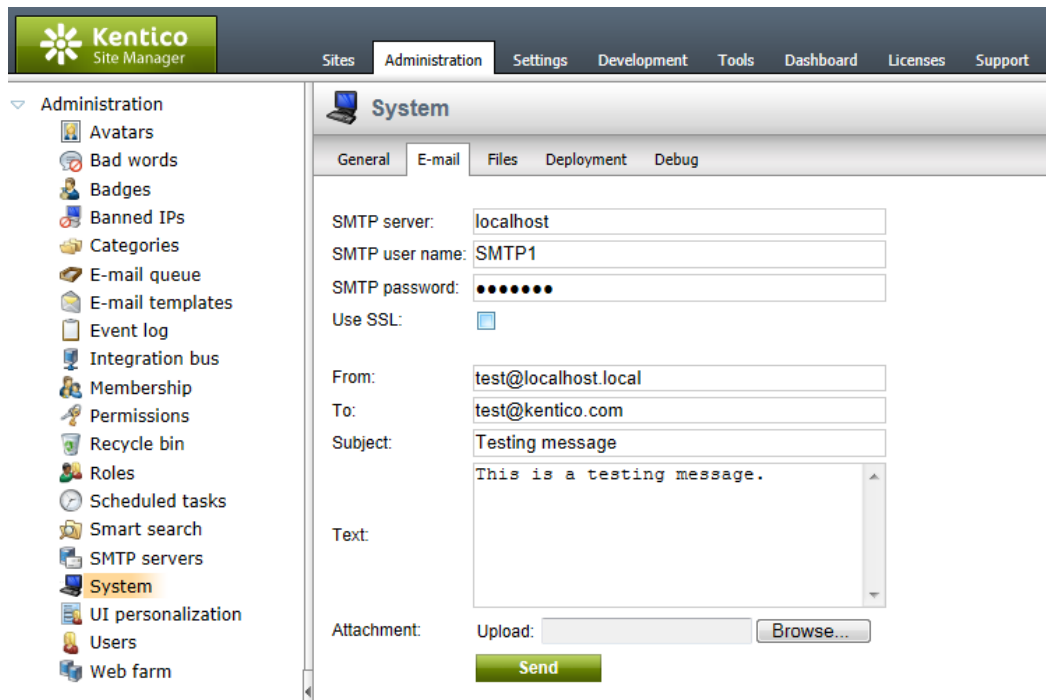 Kentico
Site Manager
Sites Administration Settings Development Tools Dashboard Licenses Support
Administration
Avatars
Bad words
Badges
Banned IPs
Categories
E-mail queue
E-mail templates
Event log
Integration bus
Membership
Permissions
Recycle bin
Roles
Scheduled tasks
Smart search
SMTP servers
System
UI personalization
Users
Web farm
System
General E-mail Files Deployment Debug
SMTP server: localhost
SMTP user name: SMTP1
SMTP password: ●●●●●●●
Use SSL:
From: test@localhost.local
To: test@kentico.com
Subject: Testing message
This is a testing message.
Text:
Attachment: Upload: Browse...
Send